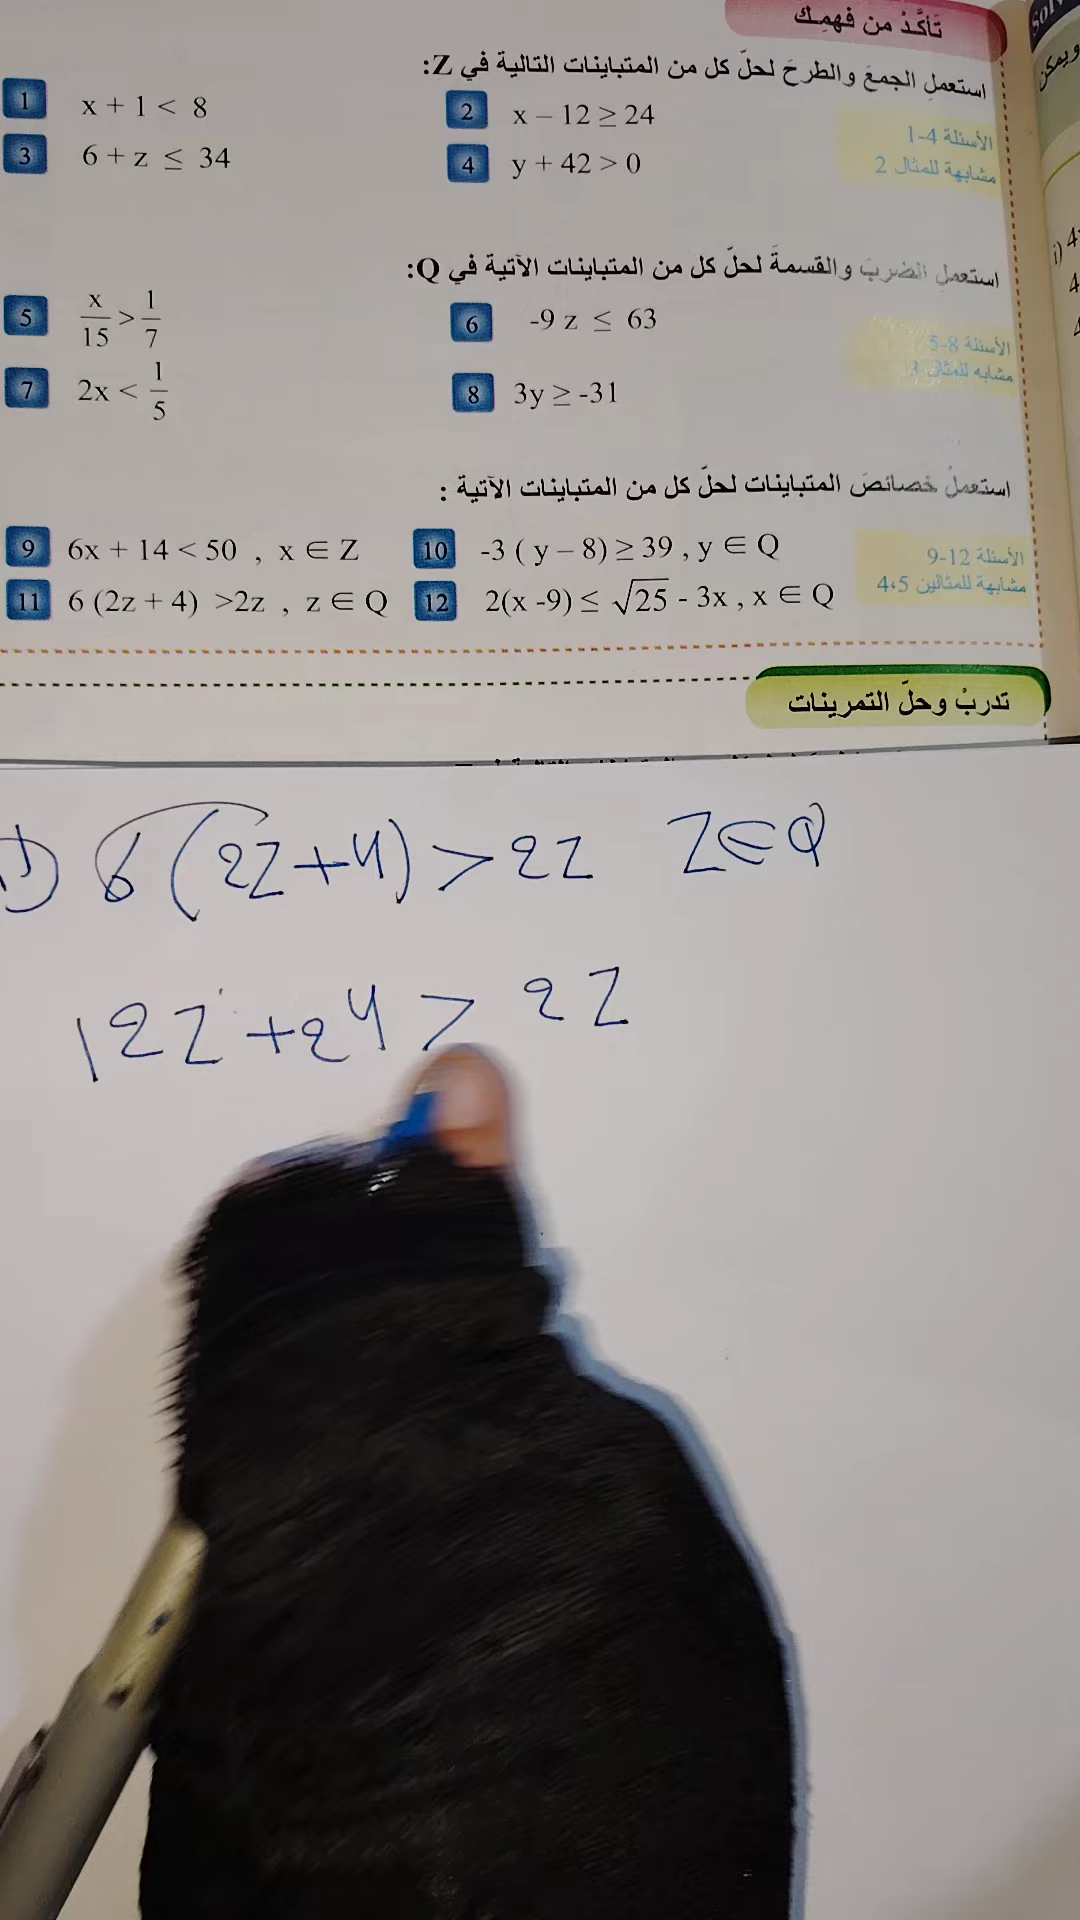 تَأكَّدْ من فهمِك
استعملِ الجمعَ والطرحَ لحلّ كل من المتباينات التالية في Z:
1 x + 1 < 8
2 x – 12 ≥ 24
الأسئلة 4-1
3 6 + z ≤ 34
4 y + 42 > 0
مشابهة للمثال 2
استعملِ الضربَ والقسمةَ لحلّ كل من المتباينات الآتية في Q:
5 x/15 > 1/7
6 -9 z ≤ 63
الأسئلة 8-5
7 2x < 1/5
8 3y ≥ -31
مشابه للمثال
استعملْ خصائصَ المتباينات لحلّ كل من المتباينات الآتية :
9 6x + 14 < 50 , x ∈ Z
10 -3 ( y – 8) ≥ 39 , y ∈ Q
الأسئلة 12-9
11 6 (2z + 4) >2z , z ∈ Q
12 2(x -9) ≤ √25 - 3x , x ∈ Q
مشابهة للمثالين 4،5
تدربْ وحلّ التمرينات
6 (2Z+4) > 2Z Z∈Q
12Z + 24 > 2Z